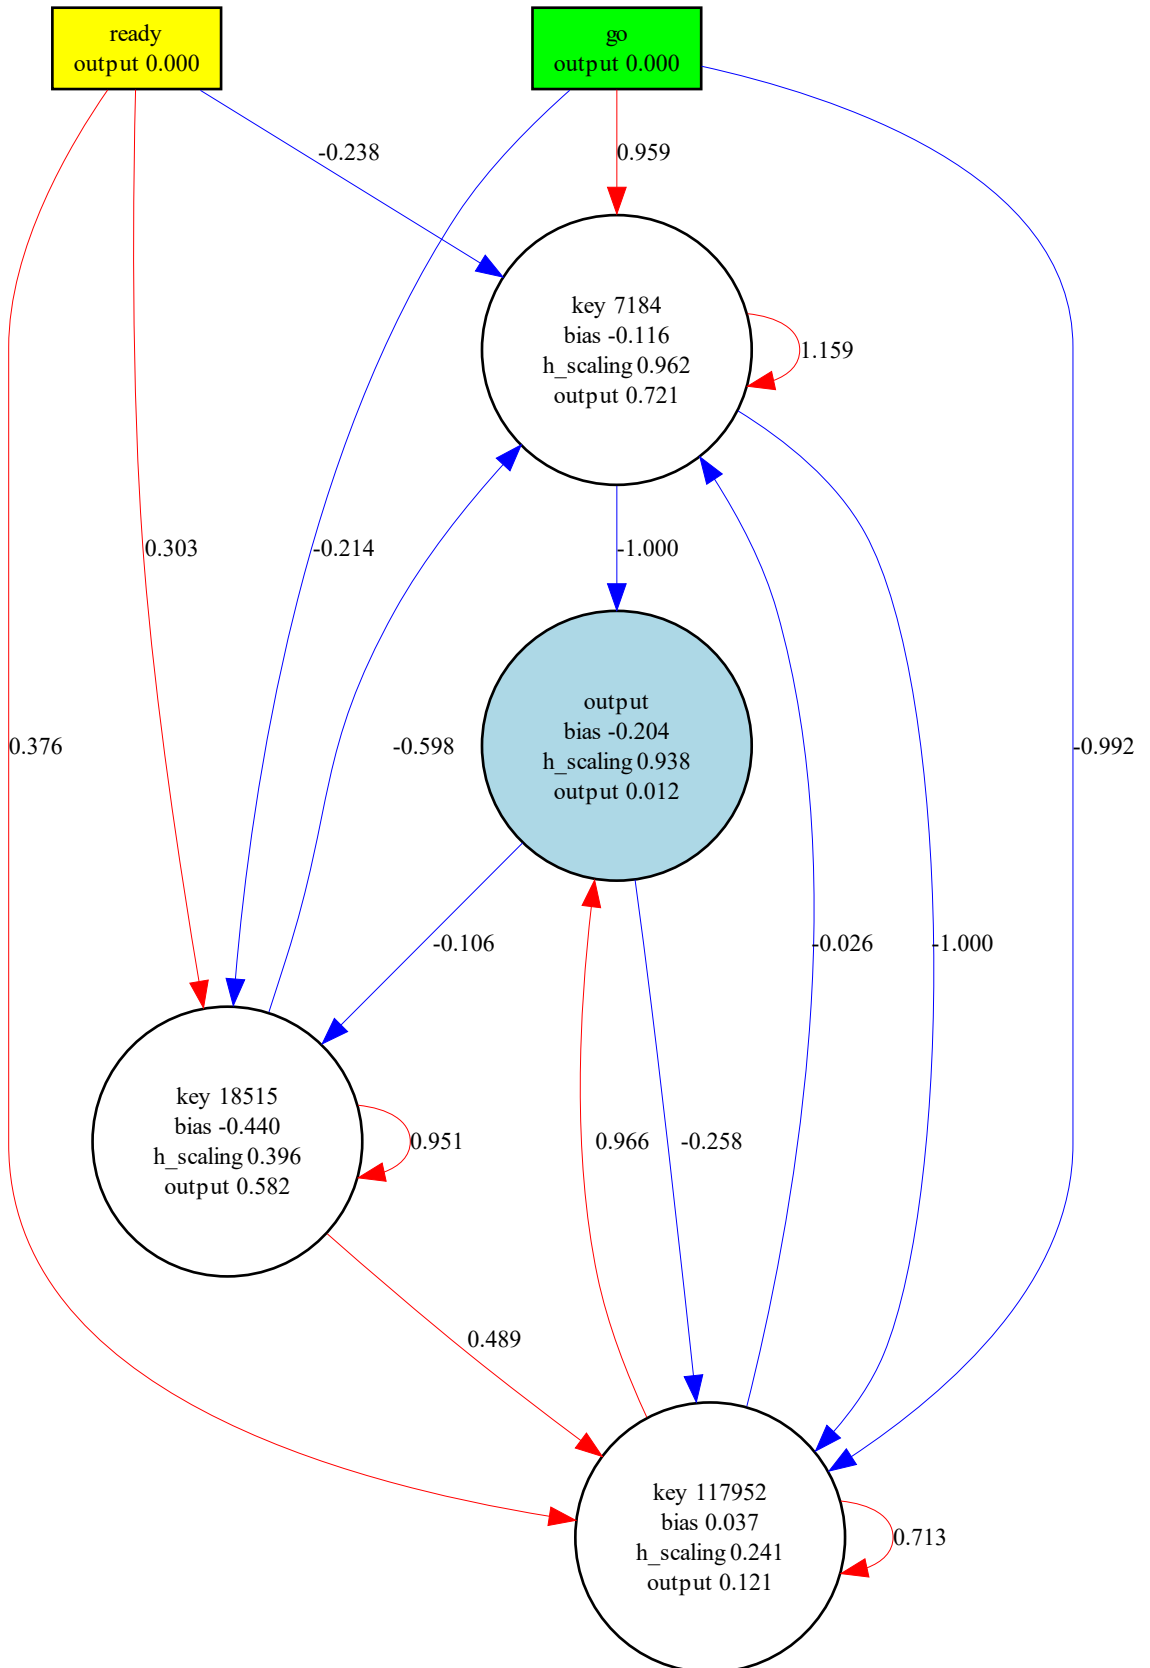 ready
output 0.000
go
output 0.000
-0.238
0.959
key 7184
bias -0.116
h_scaling 0.962
output 0.721
1.159
0.303
-0.214
-1.000
output
bias -0.204
h_scaling 0.938
output 0.012
0.376
-0.598
-0.992
-0.106
-0.026
-1.000
key 18515
bias -0.440
h_scaling 0.396
output 0.582
0.951
0.966
-0.258
0.489
key 117952
bias 0.037
h_scaling 0.241
output 0.121
0.713